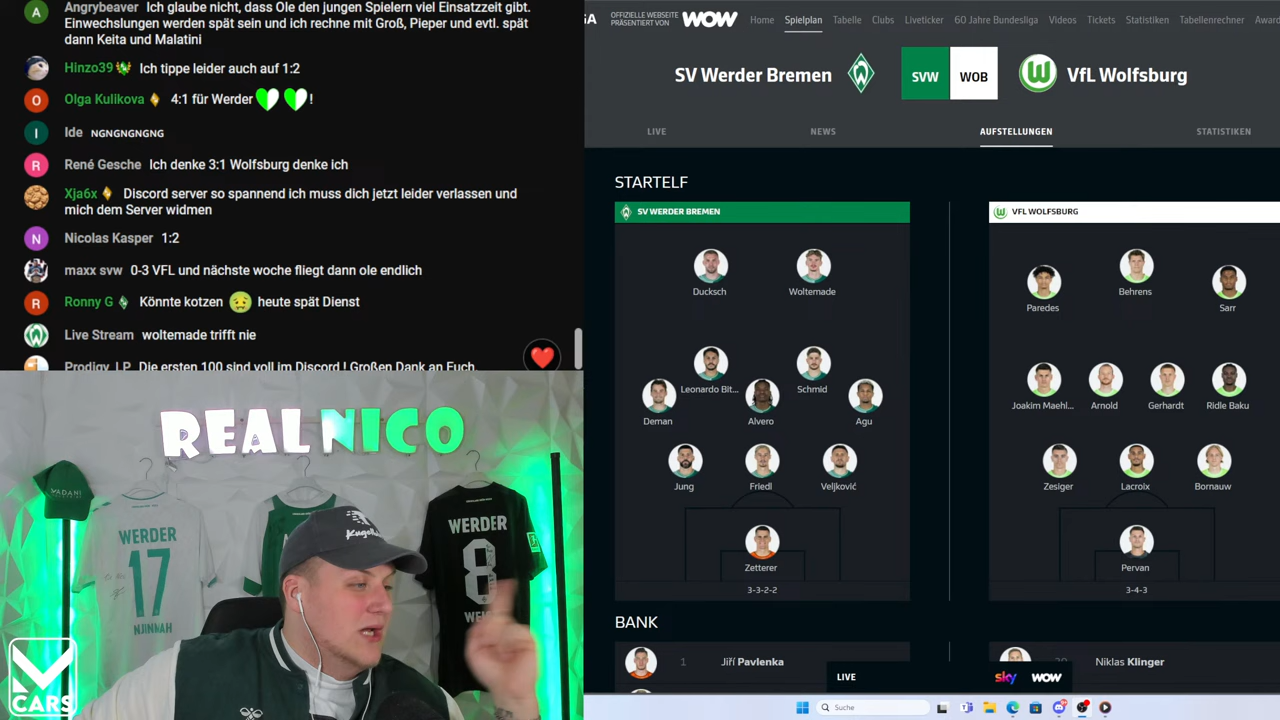 A
Angrybeaver Ich glaube nicht, dass Ole den jungen Spielern viel Einsatzzeit gibt.
Einwechslungen werden spät sein und ich rechne mit Groß, Pieper und evtl. spät
dann Keita und Malatini
Hinzo39 Ich tippe leider auch auf 1:2
O
Olga Kulikova 4:1 für Werder !
I
Ide NGNGNGNGNG
R
René Gesche Ich denke 3:1 Wolfsburg denke ich
Xja6x Discord server so spannend ich muss dich jetzt leider verlassen und
mich dem Server widmen
N
Nicolas Kasper 1:2
maxx svw 0-3 VFL und nächste woche fliegt dann ole endlich
R
Ronny G Könnte kotzen heute spät Dienst
Live Stream woltemade trifft nie
Prodigy LP Die ersten 100 sind voll im Discord ! Großen Dank an Euch.
REAL NICO
WERDER
17
NJINMAH
WERDER
8
CARS
GA
OFFIZIELLE WEBSEITE
PRÄSENTIERT VON
WOW
Home Spielplan Tabelle Clubs Liveticker 60 Jahre Bundesliga Videos Tickets Statistiken Tabellenrechner Award
SV Werder Bremen
SVW WOB
VfL Wolfsburg
LIVE NEWS AUFSTELLUNGEN STATISTIKEN
STARTELF
SV WERDER BREMEN
Ducksch Woltemade
Leonardo Bit... Schmid
Deman Alvero Agu
Jung Friedl Veljković
Zetterer
3-3-2-2
VFL WOLFSBURG
Behrens
Paredes Sarr
Joakim Maehl... Arnold Gerhardt Ridle Baku
Zesiger Lacroix Bornauw
Pervan
3-4-3
BANK
1 Jiří Pavlenka
Niklas Klinger
LIVE sky WOW
Suche